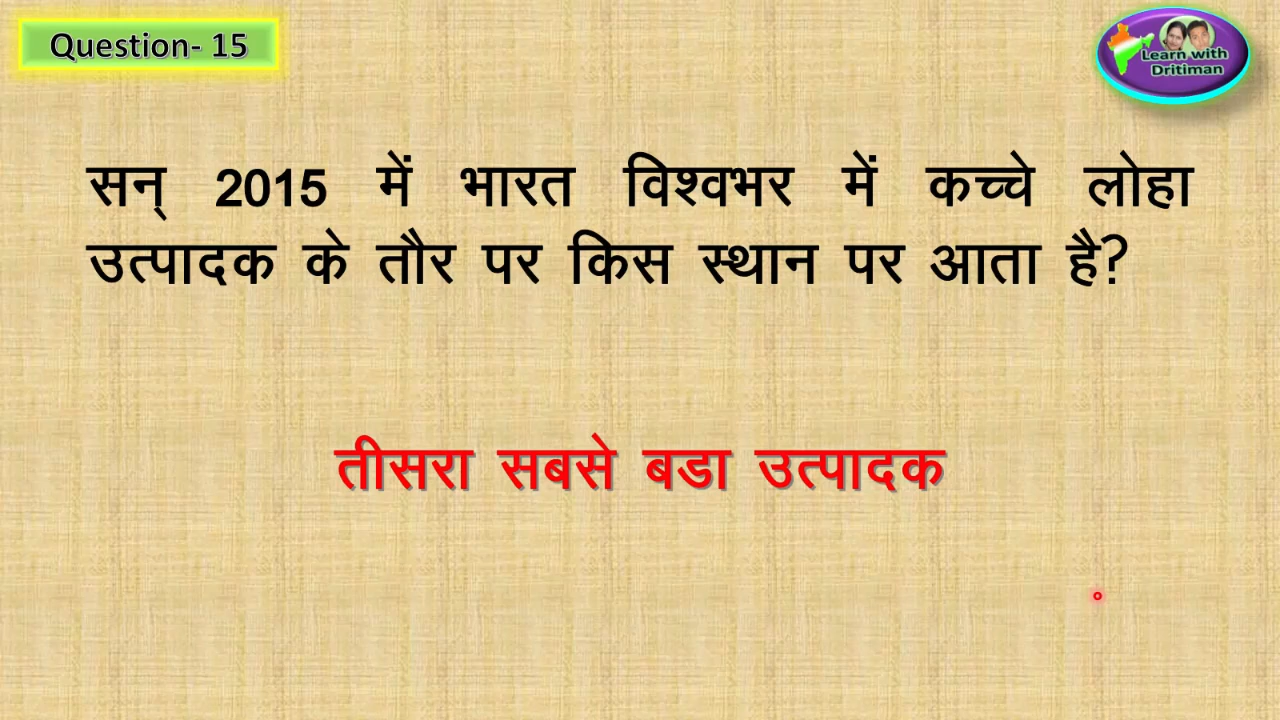 Question- 15
Learn with
Dritiman
सन् 2015 में भारत विश्वभर में कच्चे लोहा
उत्पादक के तौर पर किस स्थान पर आता है?
तीसरा सबसे बडा उत्पादक